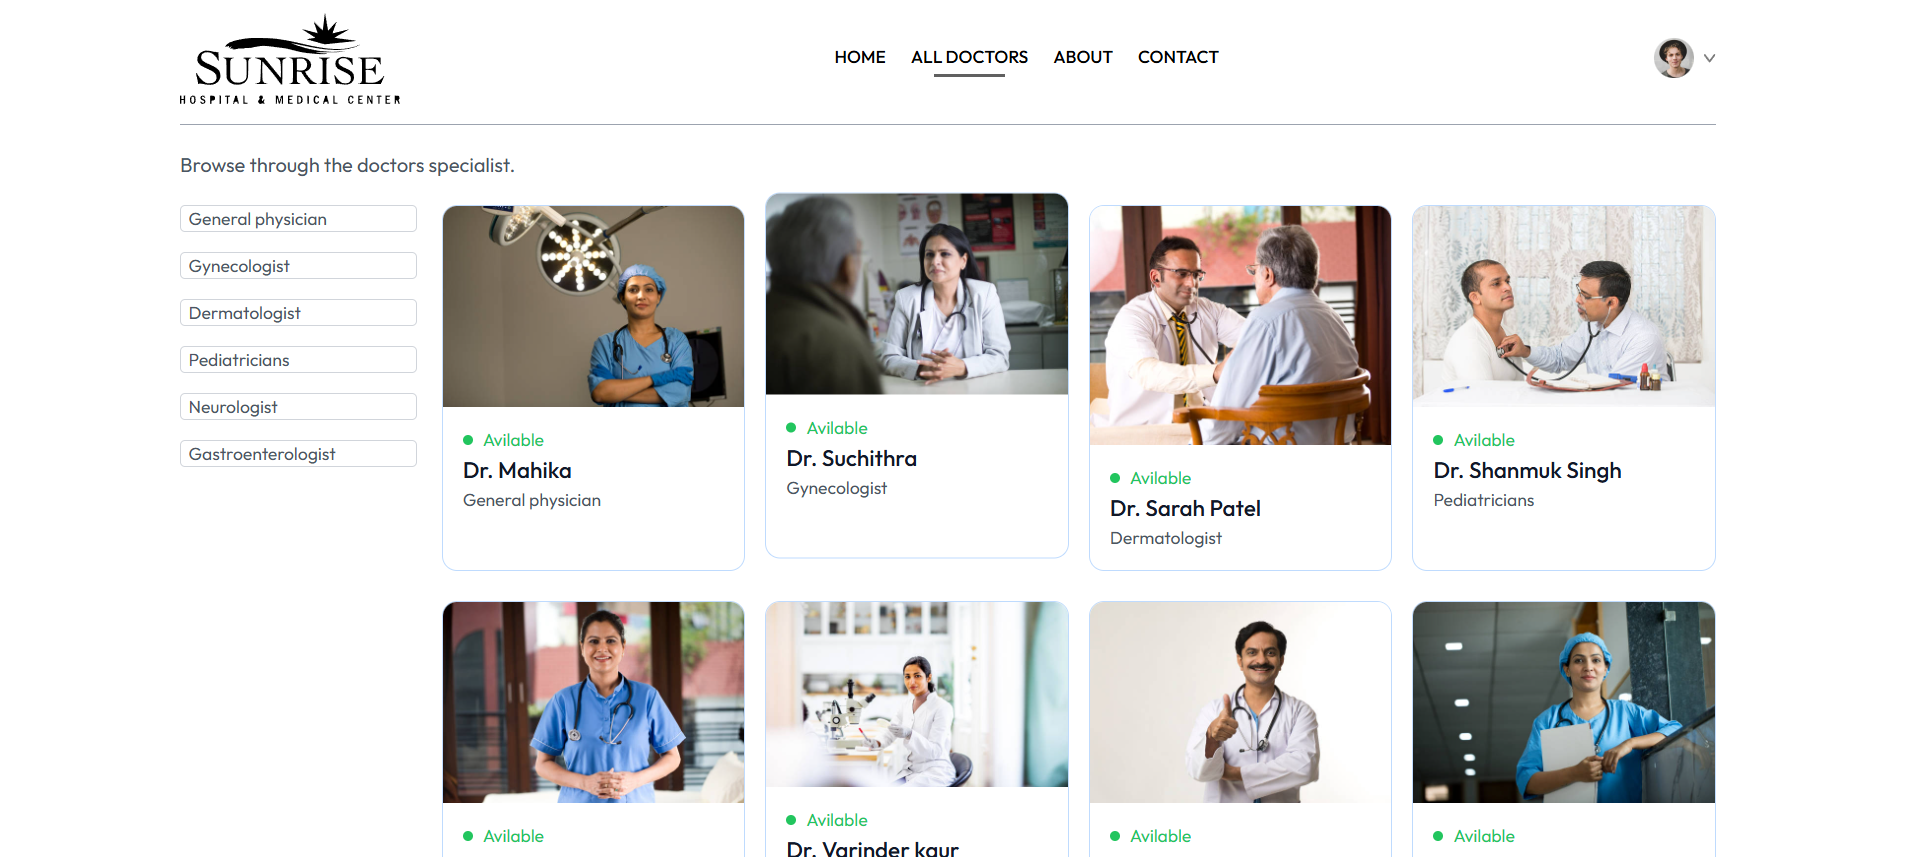 SUNRISE
HOSPITAL & MEDICAL CENTER
HOME
ALL DOCTORS
ABOUT
CONTACT
Browse through the doctors specialist.
General physician
Gynecologist
Dermatologist
Pediatricians
Neurologist
Gastroenterologist
Avilable
Dr. Mahika
General physician
Avilable
Dr. Suchithra
Gynecologist
Avilable
Dr. Sarah Patel
Dermatologist
Avilable
Dr. Shanmuk Singh
Pediatricians
Avilable
Avilable
Dr. Varinder kaur
Avilable
Avilable